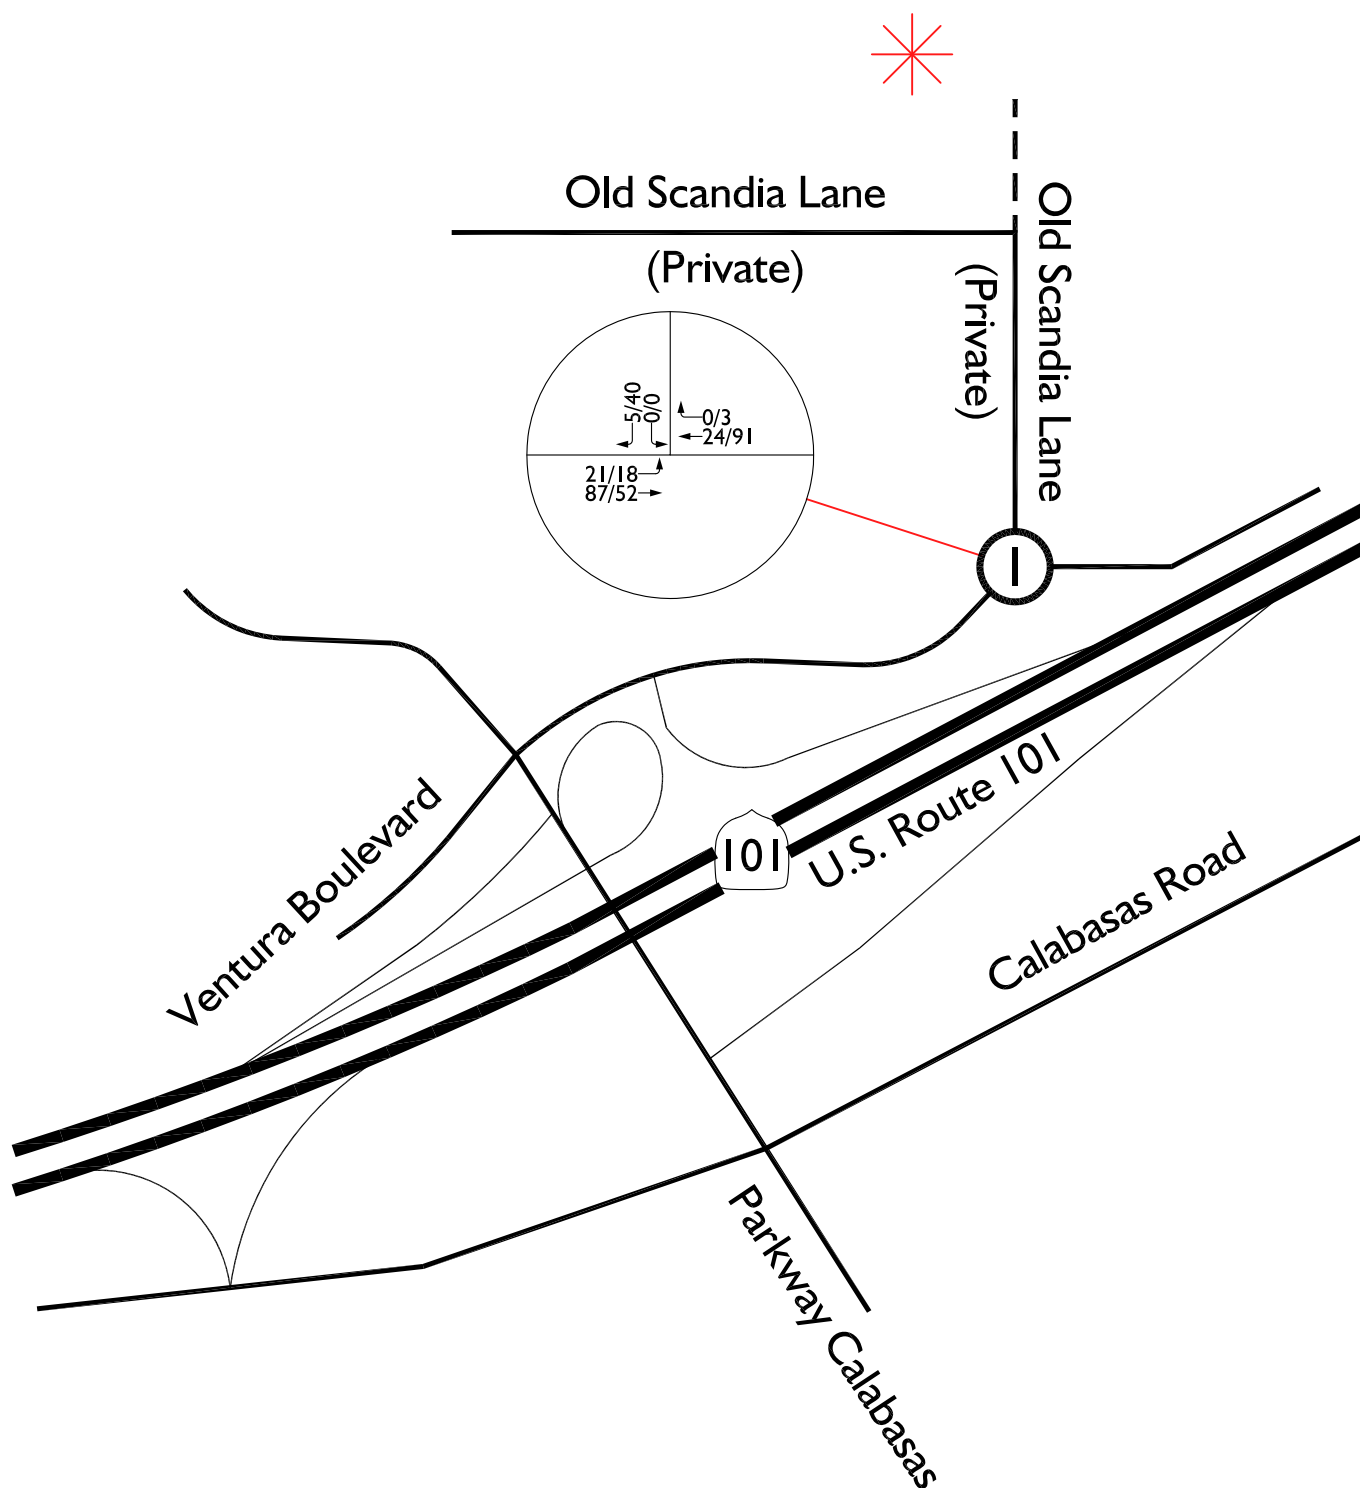 Old Scandia Lane
(Private)
Old Scandia Lane
(Private)
5/40
0/0
0/3
24/91
21/18
87/52
1
101
U.S. Route 101
Ventura Boulevard
Calabasas Road
Parkway Calabasas